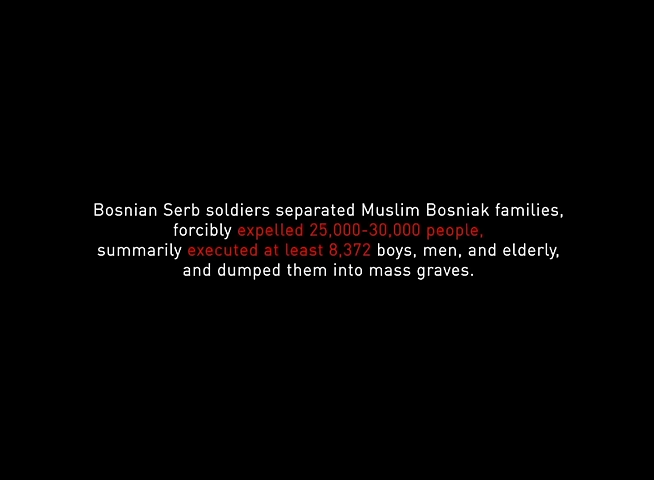 Bosnian Serb soldiers separated Muslim Bosniak families,
forcibly expelled 25,000-30,000 people,
summarily executed at least 8,372 boys, men, and elderly,
and dumped them into mass graves.